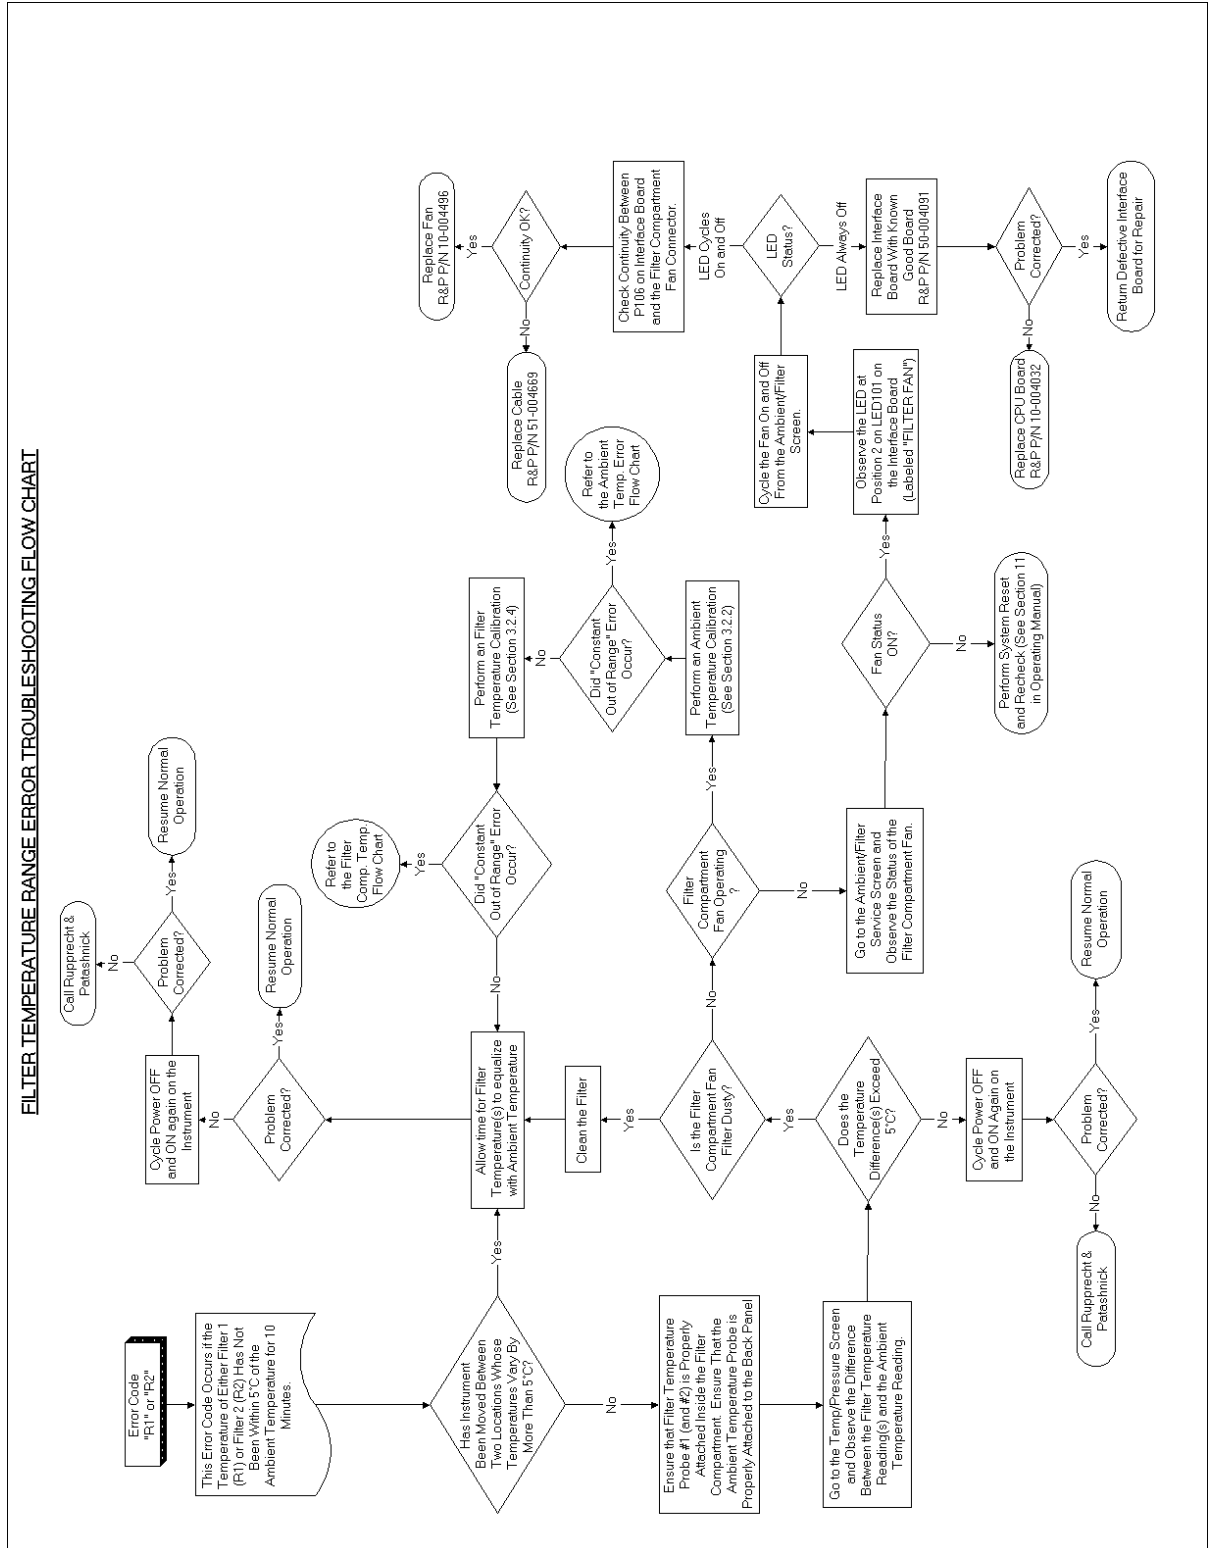 FILTER TEMPERATURE RANGE ERROR TROUBLESHOOTING FLOW CHART
Error Code
"R1" or "R2"
This Error Code Occurs if the
Temperature of Either Filter 1
(R1) or Filter 2 (R2) Has Not
Been Within 5°C of the
Ambient Temperature for 10
Minutes.
Has Instrument
Been Moved Between
Two Locations Whose
Temperatures Vary By
More Than 5°C?
Yes
No
Ensure that Filter Temperature
Probe #1 (and #2) is Properly
Attached Inside the Filter
Compartment. Ensure That the
Ambient Temperature Probe is
Properly Attached to the Back Panel
Go to the Temp/Pressure Screen
and Observe the Difference
Between the Filter Temperature
Reading(s) and the Ambient
Temperature Reading.
Does the
Temperature
Difference(s) Exceed
5°C?
Yes
No
Cycle Power OFF
and ON Again on
the Instrument
Problem
Corrected?
No
Call Rupprecht &
Patashnick
Yes
Resume Normal
Operation
Is the Filter
Compartment Fan
Filter Dusty?
Yes
Clean the Filter
No
Allow time for Filter
Temperature(s) to equalize
with Ambient Temperature
Problem
Corrected?
Yes
Resume Normal
Operation
No
Cycle Power OFF
and ON again on the
Instrument
Problem
Corrected?
Yes
Resume Normal
Operation
No
Call Rupprecht &
Patashnick
Filter
Compartment
Fan Operating
?
Yes
No
Perform an Ambient
Temperature Calibration
(See Section 3.2.2)
Did "Constant
Out of Range" Error
Occur?
Yes
Refer to
the Ambient
Temp. Error
Flow Chart
No
Perform an Filter
Temperature Calibration
(See Section 3.2.4)
Did "Constant
Out of Range" Error
Occur?
Yes
Refer to
the Filter
Comp. Temp.
Flow Chart
No
Go to the Ambient/Filter
Service Screen and
Observe the Status of the
Filter Compartment Fan.
Fan Status
ON?
No
Perform System Reset
and Recheck (See Section 11
in Operating Manual)
Yes
Observe the LED at
Position 2 on LED101 on
the Interface Board
(Labeled "FILTER FAN")
Cycle the Fan On and Off
From the Ambient/Filter
Screen.
LED
Status?
LED Cycles
On and Off
Check Continuity Between
P106 on Interface Board
and the Filter Compartment
Fan Connector.
Continuity OK?
Yes
Replace Fan
R&P P/N 10-004496
No
Replace Cable
R&P P/N 51-004669
LED Always Off
Replace Interface
Board With Known
Good Board
R&P P/N 50-004091
Problem
Corrected?
No
Replace CPU Board
R&P P/N 10-004032
Yes
Return Defective Interface
Board for Repair